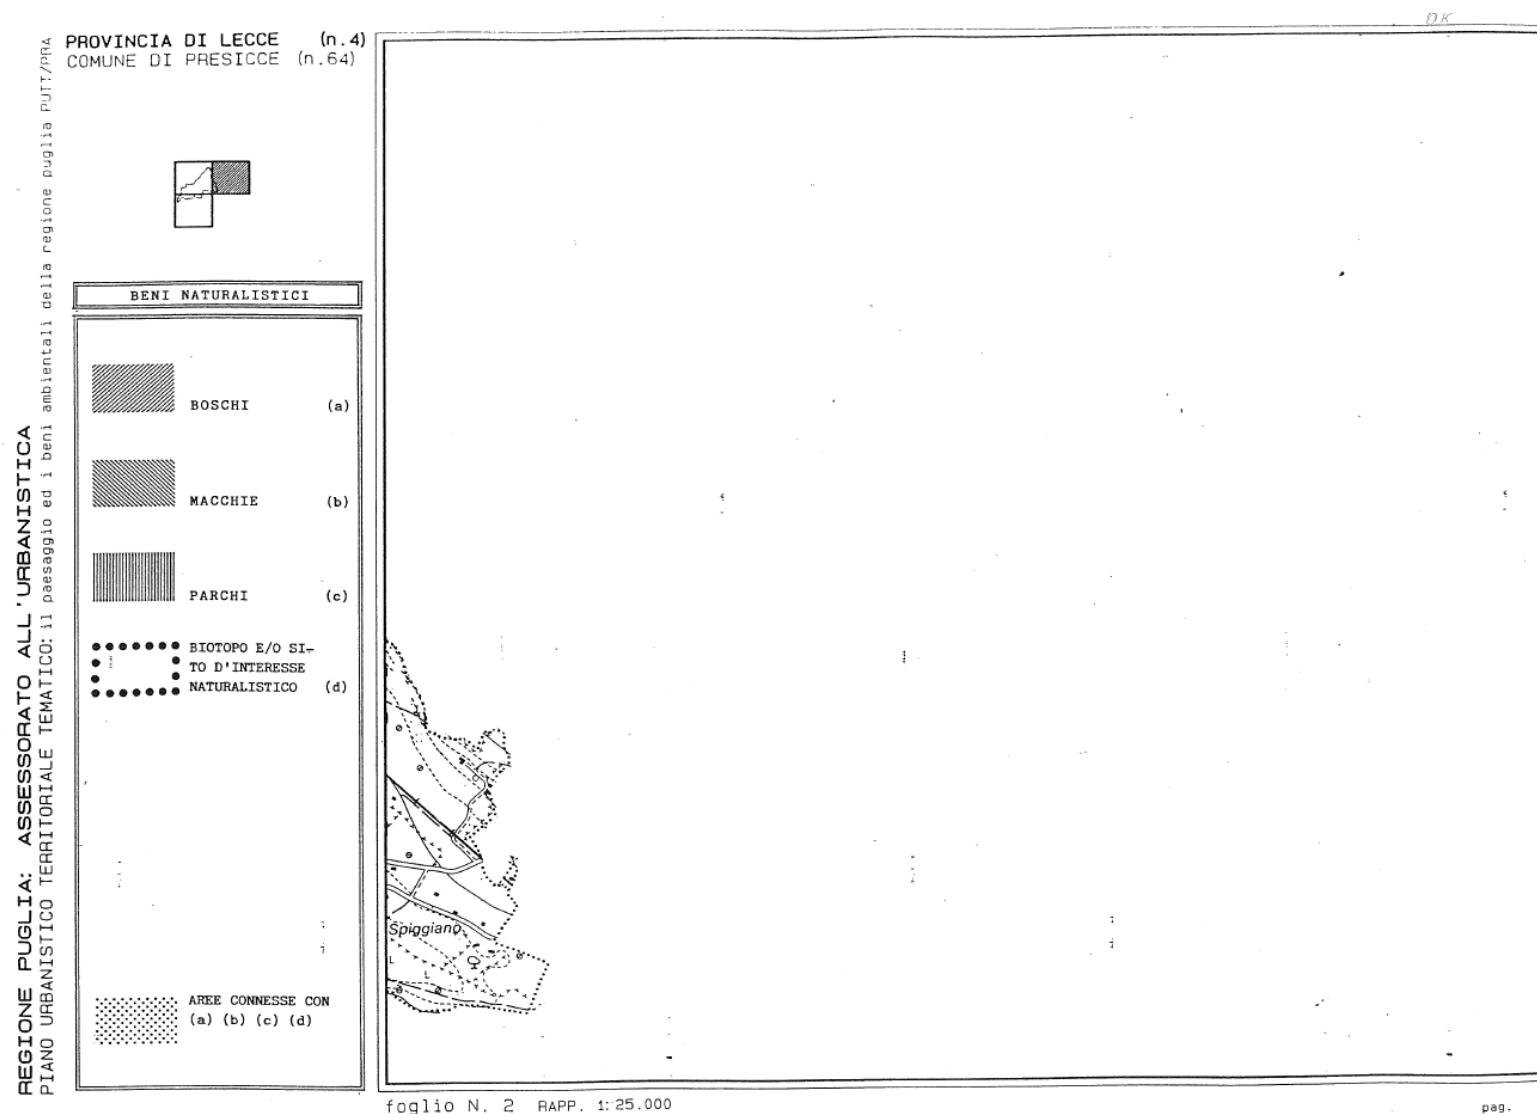 PROVINCIA DI LECCE (n.4)
COMUNE DI PRESICCE (n.64)
BENI NATURALISTICI
BOSCHI (a)
MACCHIE (b)
PARCHI (c)
BIOTOPO E/O SI-
TO D'INTERESSE
NATURALISTICO (d)
AREE CONNESSE CON
(a) (b) (c) (d)
REGIONE PUGLIA: ASSESSORATO ALL'URBANISTICA
PIANO URBANISTICO TERRITORIALE TEMATICO: il paesaggio ed i beni ambientali della regione puglia PUTT/PBA
Spiggiano
L
L
foglio N. 2 RAPP. 1:25.000
pag.